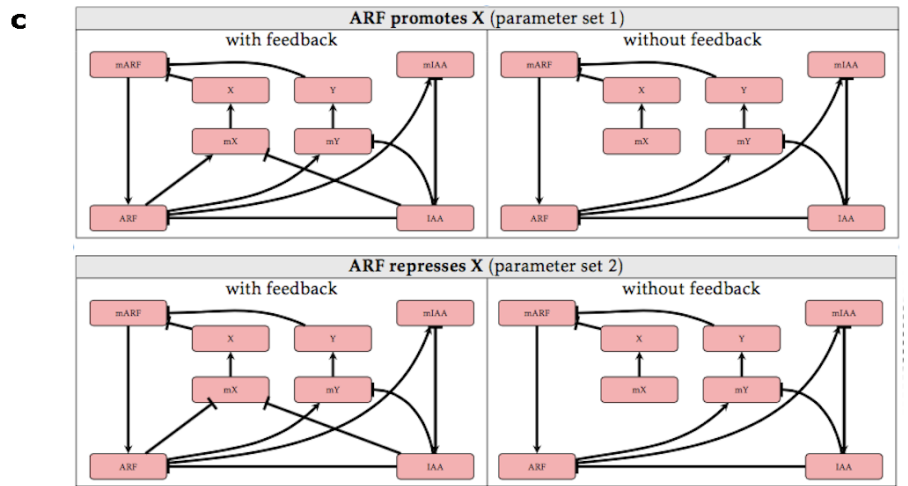 c
ARF promotes X (parameter set 1)
with feedback
without feedback
mARF
mIAA
X
Y
mX
mY
ARF
IAA
mARF
mIAA
X
Y
mX
mY
ARF
IAA
ARF represses X (parameter set 2)
with feedback
without feedback
mARF
mIAA
X
Y
mX
mY
ARF
IAA
mARF
mIAA
X
Y
mX
mY
ARF
IAA